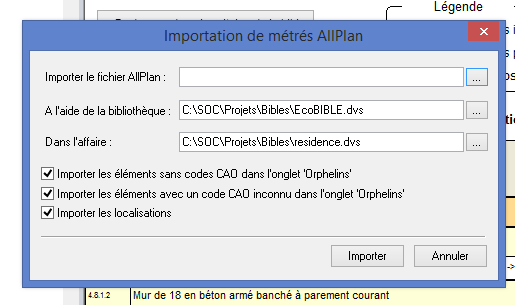 Légende
Importation de métrés AllPlan
Importer le fichier AllPlan :
...
A l'aide de la bibliothèque :
C:\SOC\Projets\Bibles\EcoBIBLE.dvs
...
Dans l'affaire :
C:\SOC\Projets\Bibles\residence.dvs
...
Importer les éléments sans codes CAO dans l'onglet 'Orphelins'
Importer les éléments avec un code CAO inconnu dans l'onglet 'Orphelins'
Importer les localisations
Importer
Annuler
4.8.1.2
Mur de 18 en béton armé banché à parement courant